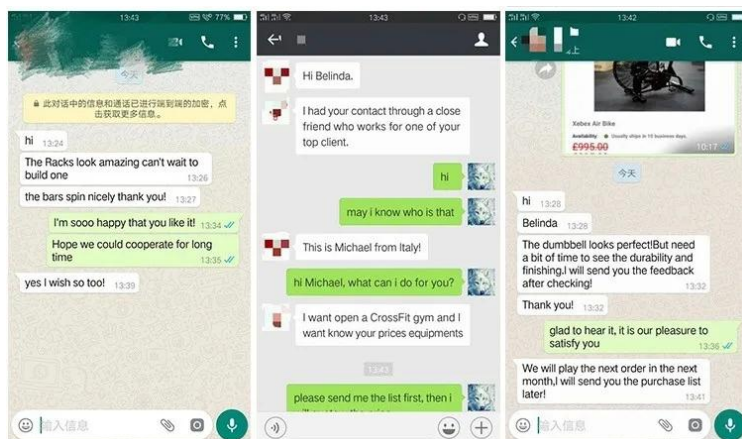 13:43
77%
今天
此对话中的信息和通话已进行端到端的加密，点
击获取更多信息。
hi 13:24
The Racks look amazing can't wait to
build one 13:26
the bars spin nicely thank you! 13:27
I'm sooo happy that you like it! 13:34
Hope we could cooperate for long
time 13:35
yes I wish so too! 13:39
输入信息
13:43
Hi Belinda.
I had your contact through a close
friend who works for one of your
top client.
hi
may i know who is that
This is Michael from Italy!
hi Michael, what can i do for you?
I want open a CrossFit gym and I
want know your prices equipments
13:43
please send me the list first, then i
13:42
上
Xebex Air Bike
Availability Usually ships in 10 business days.
£995.00 10:17
今天
hi 13:28
Belinda 13:28
The dumbbell looks perfect!But need
a bit of time to see the durability and
finishing.I will send you the feedback
after checking! 13:32
Thank you! 13:32
glad to hear it, it is our pleasure to
satisfy you 13:36
We will play the next order in the next
month,I will send you the purchase list
later! 13:41
输入信息